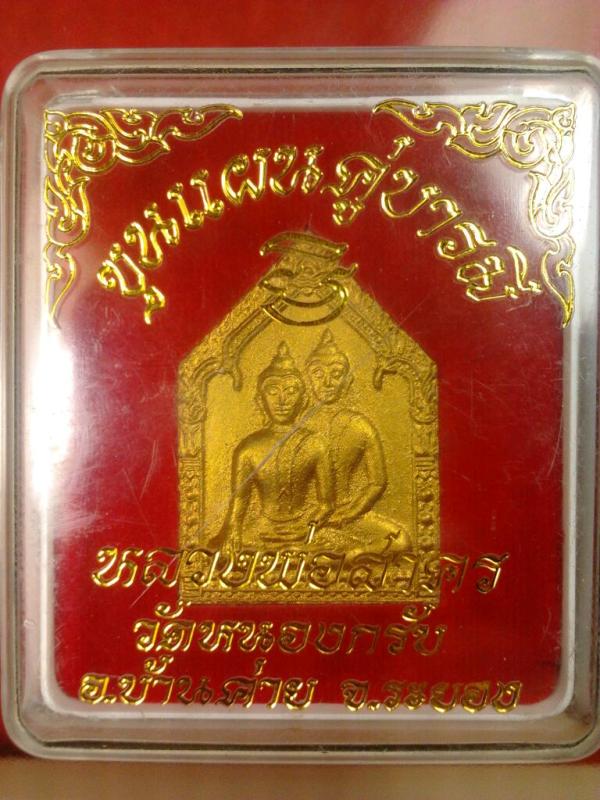 ขุนแผนคู่บารมี
หลวงพ่อสาคร
วัดหนองกรับ
อ.บ้านค่าย จ.ระยอง